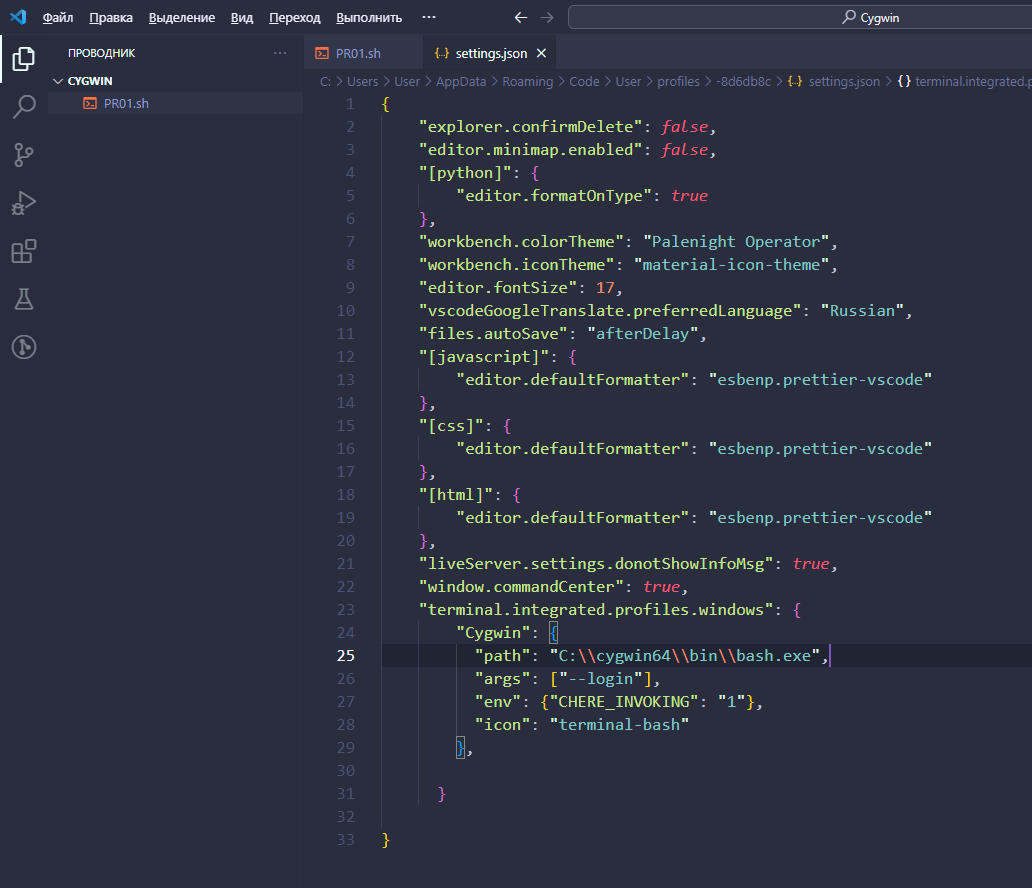 Файл Правка Выделение Вид Переход Выполнить ··· Cygwin
ПРОВОДНИК ···
CYGWIN
PR01.sh
PR01.sh settings.json
C: > Users > User > AppData > Roaming > Code > User > profiles > -8d6db8c > {..} settings.json > {} terminal.integrated.p
1 {
2 "explorer.confirmDelete": false,
3 "editor.minimap.enabled": false,
4 "[python]": {
5 "editor.formatOnType": true
6 },
7 "workbench.colorTheme": "Palenight Operator",
8 "workbench.iconTheme": "material-icon-theme",
9 "editor.fontSize": 17,
10 "vscodeGoogleTranslate.preferredLanguage": "Russian",
11 "files.autoSave": "afterDelay",
12 "[javascript]": {
13 "editor.defaultFormatter": "esbenp.prettier-vscode"
14 },
15 "[css]": {
16 "editor.defaultFormatter": "esbenp.prettier-vscode"
17 },
18 "[html]": {
19 "editor.defaultFormatter": "esbenp.prettier-vscode"
20 },
21 "liveServer.settings.donotShowInfoMsg": true,
22 "window.commandCenter": true,
23 "terminal.integrated.profiles.windows": {
24 "Cygwin": {
25 "path": "C:\\cygwin64\\bin\\bash.exe",
26 "args": ["--login"],
27 "env": {"CHERE_INVOKING": "1"},
28 "icon": "terminal-bash"
29 },
30
31 }
32
33 }